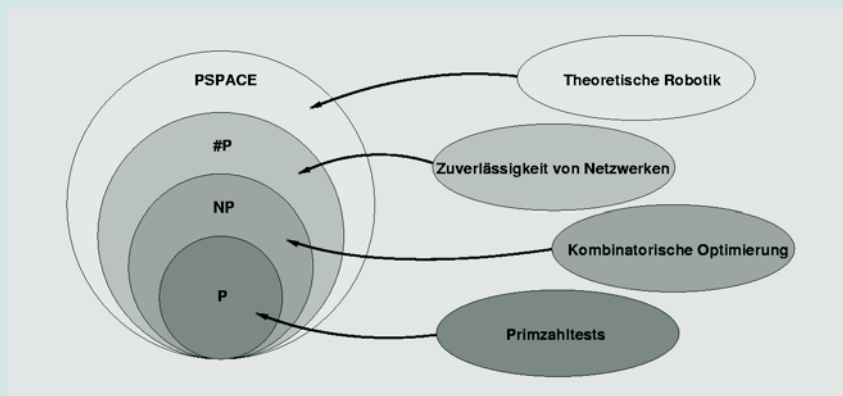 PSPACE
Theoretische Robotik
#P
Zuverlässigkeit von Netzwerken
NP
Kombinatorische Optimierung
P
Primzahltests